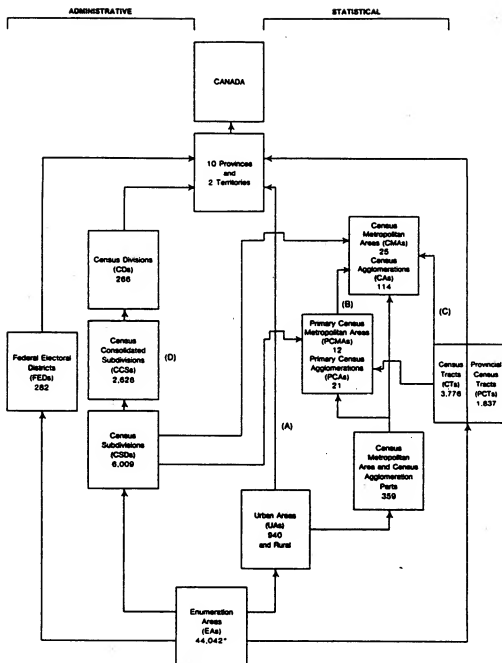 ADMINISTRATIVE
STATISTICAL
CANADA
10 Provinces
and
2 Territories
Census Divisions
(CDs)
266
Census
Consolidated
Subdivisions
(CCSs)
2,626
(D)
Federal Electoral
Districts
(FEDs)
282
Census
Subdivisions
(CSDs)
6,009
Census
Metropolitan
Areas (CMAs)
25
Census
Agglomerations
(CAs)
114
(B)
(C)
Primary Census
Metropolitan Areas
(PCMAs)
12
Primary Census
Agglomerations
(PCAs)
21
Census
Tracts
(CTs)
3.776
Provincial
Census
Tracts
(PCTs)
1.837
(A)
Census
Metropolitan
Area and Census
Agglomeration
Parts
359
Urban Areas
(UAs)
940
and Rural
Enumeration
Areas
(EAs)
44,042*